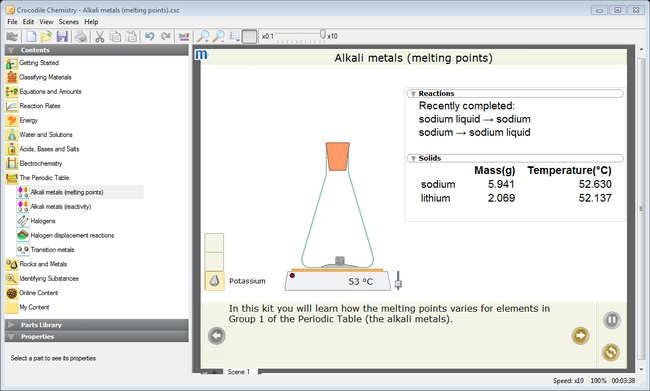 Crocodile Chemistry - Alkali metals (melting points).cxc
File Edit View Scenes Help
x0.1 x10
Contents
Getting Started
Classifying Materials
Equations and Amounts
Reaction Rates
Energy
Water and Solutions
Acids, Bases and Salts
Electrochemistry
The Periodic Table
Alkali metals (melting points)
Alkali metals (reactivity)
Halogens
Halogen displacement reactions
Transition metals
Rocks and Metals
Identifying Substances
Online Content
My Content
Parts Library
Properties
Select a part to see its properties
m
Alkali metals (melting points)
Reactions
Recently completed:
sodium liquid → sodium
sodium → sodium liquid
Solids
Mass(g) Temperature(°C)
sodium 5.941 52.630
lithium 2.069 52.137
Potassium
53 °C
In this kit you will learn how the melting points varies for elements in
Group 1 of the Periodic Table (the alkali metals).
Scene 1
Speed: x10 100% 00:03:38